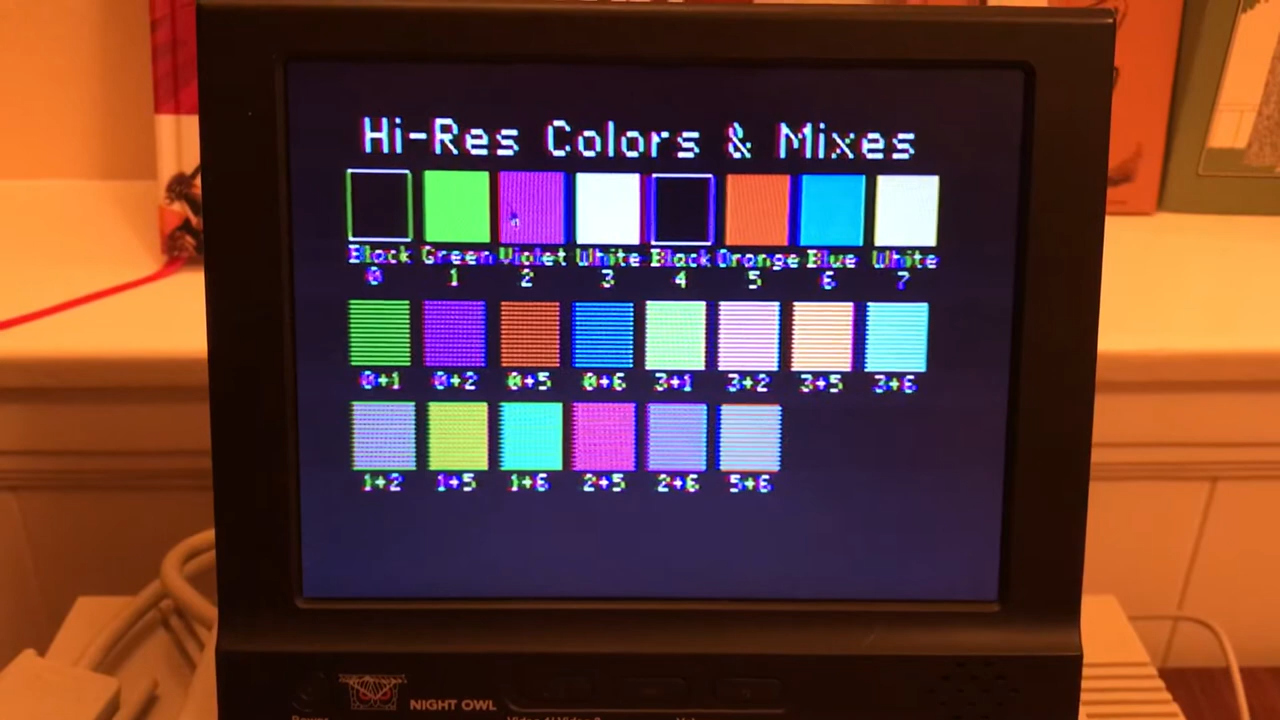 Hi-Res Colors & Mixes
Black Green Violet White Black Orange Blue White
0 1 2 3 4 5 6 7
0+1 0+2 0+5 0+6 3+1 3+2 3+5 3+6
1+2 1+5 1+6 2+5 2+6 5+6
NIGHT OWL